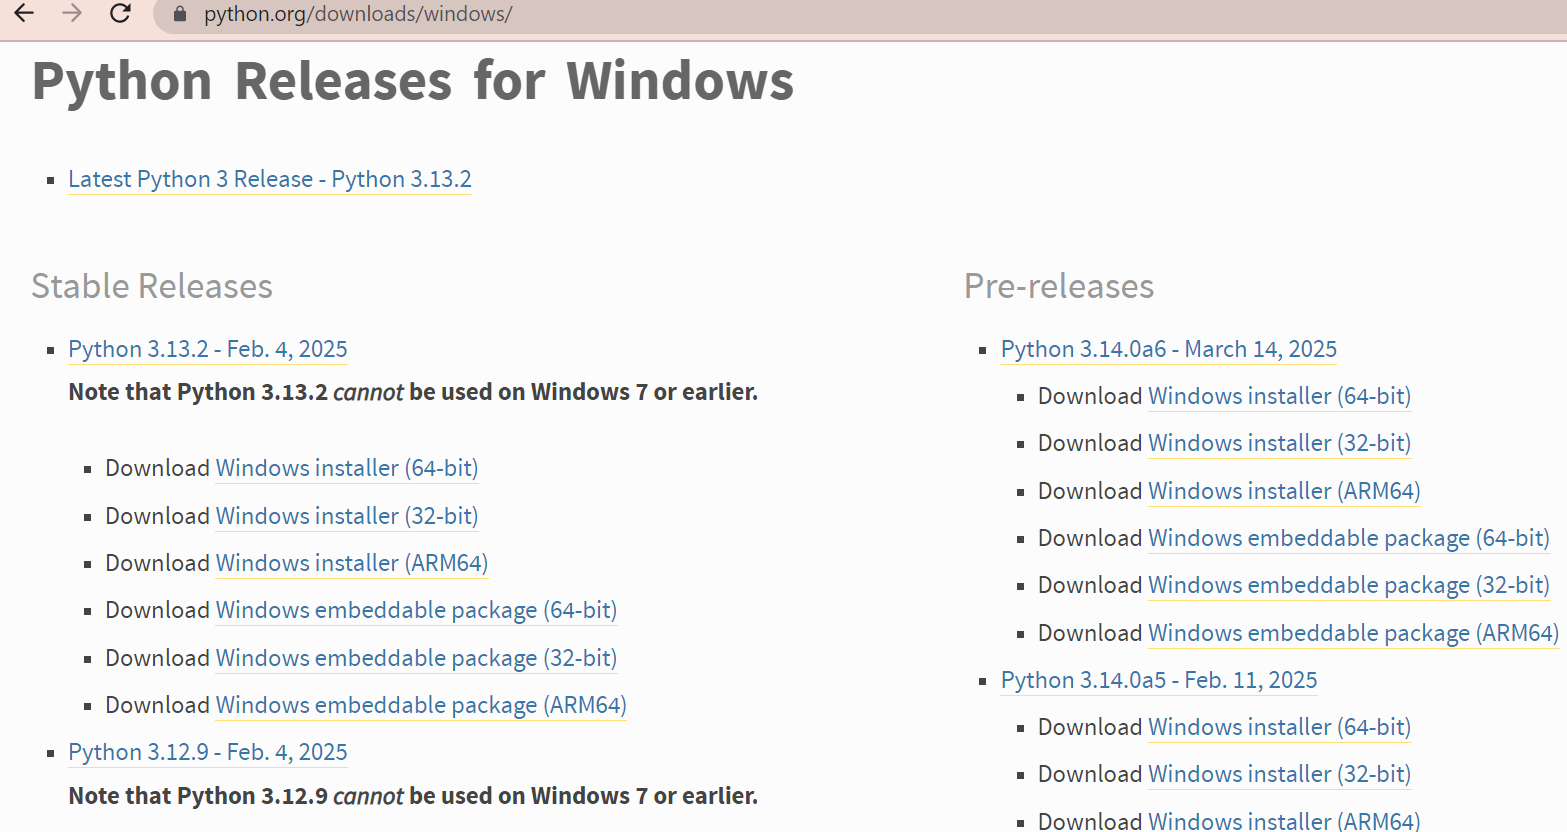 python.org/downloads/windows/
Python Releases for Windows
Latest Python 3 Release - Python 3.13.2
Stable Releases
Python 3.13.2 - Feb. 4, 2025
Note that Python 3.13.2 cannot be used on Windows 7 or earlier.
Download Windows installer (64-bit)
Download Windows installer (32-bit)
Download Windows installer (ARM64)
Download Windows embeddable package (64-bit)
Download Windows embeddable package (32-bit)
Download Windows embeddable package (ARM64)
Python 3.12.9 - Feb. 4, 2025
Note that Python 3.12.9 cannot be used on Windows 7 or earlier.
Pre-releases
Python 3.14.0a6 - March 14, 2025
Download Windows installer (64-bit)
Download Windows installer (32-bit)
Download Windows installer (ARM64)
Download Windows embeddable package (64-bit)
Download Windows embeddable package (32-bit)
Download Windows embeddable package (ARM64)
Python 3.14.0a5 - Feb. 11, 2025
Download Windows installer (64-bit)
Download Windows installer (32-bit)
Download Windows installer (ARM64)